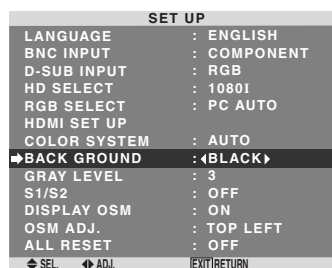 SET UP
LANGUAGE : ENGLISH
BNC INPUT : COMPONENT
D-SUB INPUT : RGB
HD SELECT : 1080I
RGB SELECT : PC AUTO
HDMI SET UP
COLOR SYSTEM : AUTO
➡BACK GROUND : ◀BLACK▶
GRAY LEVEL : 3
S1/S2 : OFF
DISPLAY OSM : ON
OSM ADJ. : TOP LEFT
ALL RESET : OFF
SEL. ADJ. EXIT RETURN